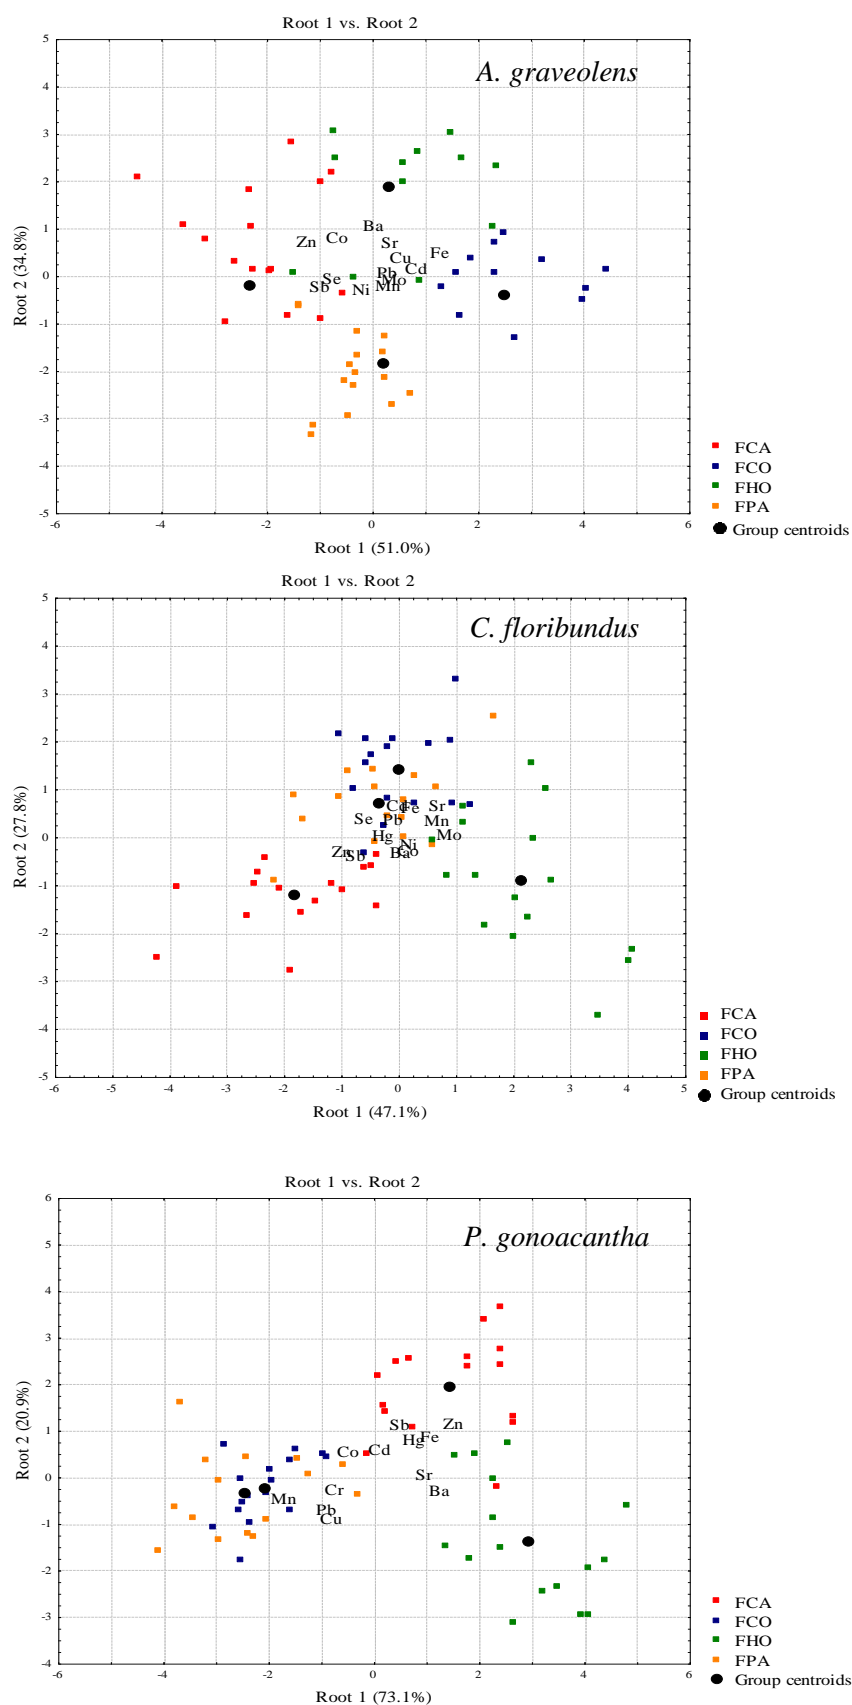 Root 1 vs. Root 2
A. graveolens
5
4
3
2
1
0
-1
-2
-3
-4
-5
Root 2 (34.8%)
Ba
Zn Co Sr
Cu Fe
Pb Cd
Se Mo
Sb Ni Mn
-6 -4 -2 0 2 4 6
Root 1 (51.0%)
FCA
FCO
FHO
FPA
Group centroids
Root 1 vs. Root 2
C. floribundus
5
4
3
2
1
0
-1
-2
-3
-4
-5
Root 2 (27.8%)
Cd Fe Sr
Se Pb Mn
Hg Mo
Ni
Zn Sb Ba Co
-6 -5 -4 -3 -2 -1 0 1 2 3 4 5
Root 1 (47.1%)
FCA
FCO
FHO
FPA
Group centroids
Root 1 vs. Root 2
P. gonoacantha
6
5
4
3
2
1
0
-1
-2
-3
-4
Root 2 (20.9%)
Sb Zn
Hg Fe
Co Cd
Sr
Cr Ba
Mn
Pb
Cu
-6 -4 -2 0 2 4 6
Root 1 (73.1%)
FCA
FCO
FHO
FPA
Group centroids